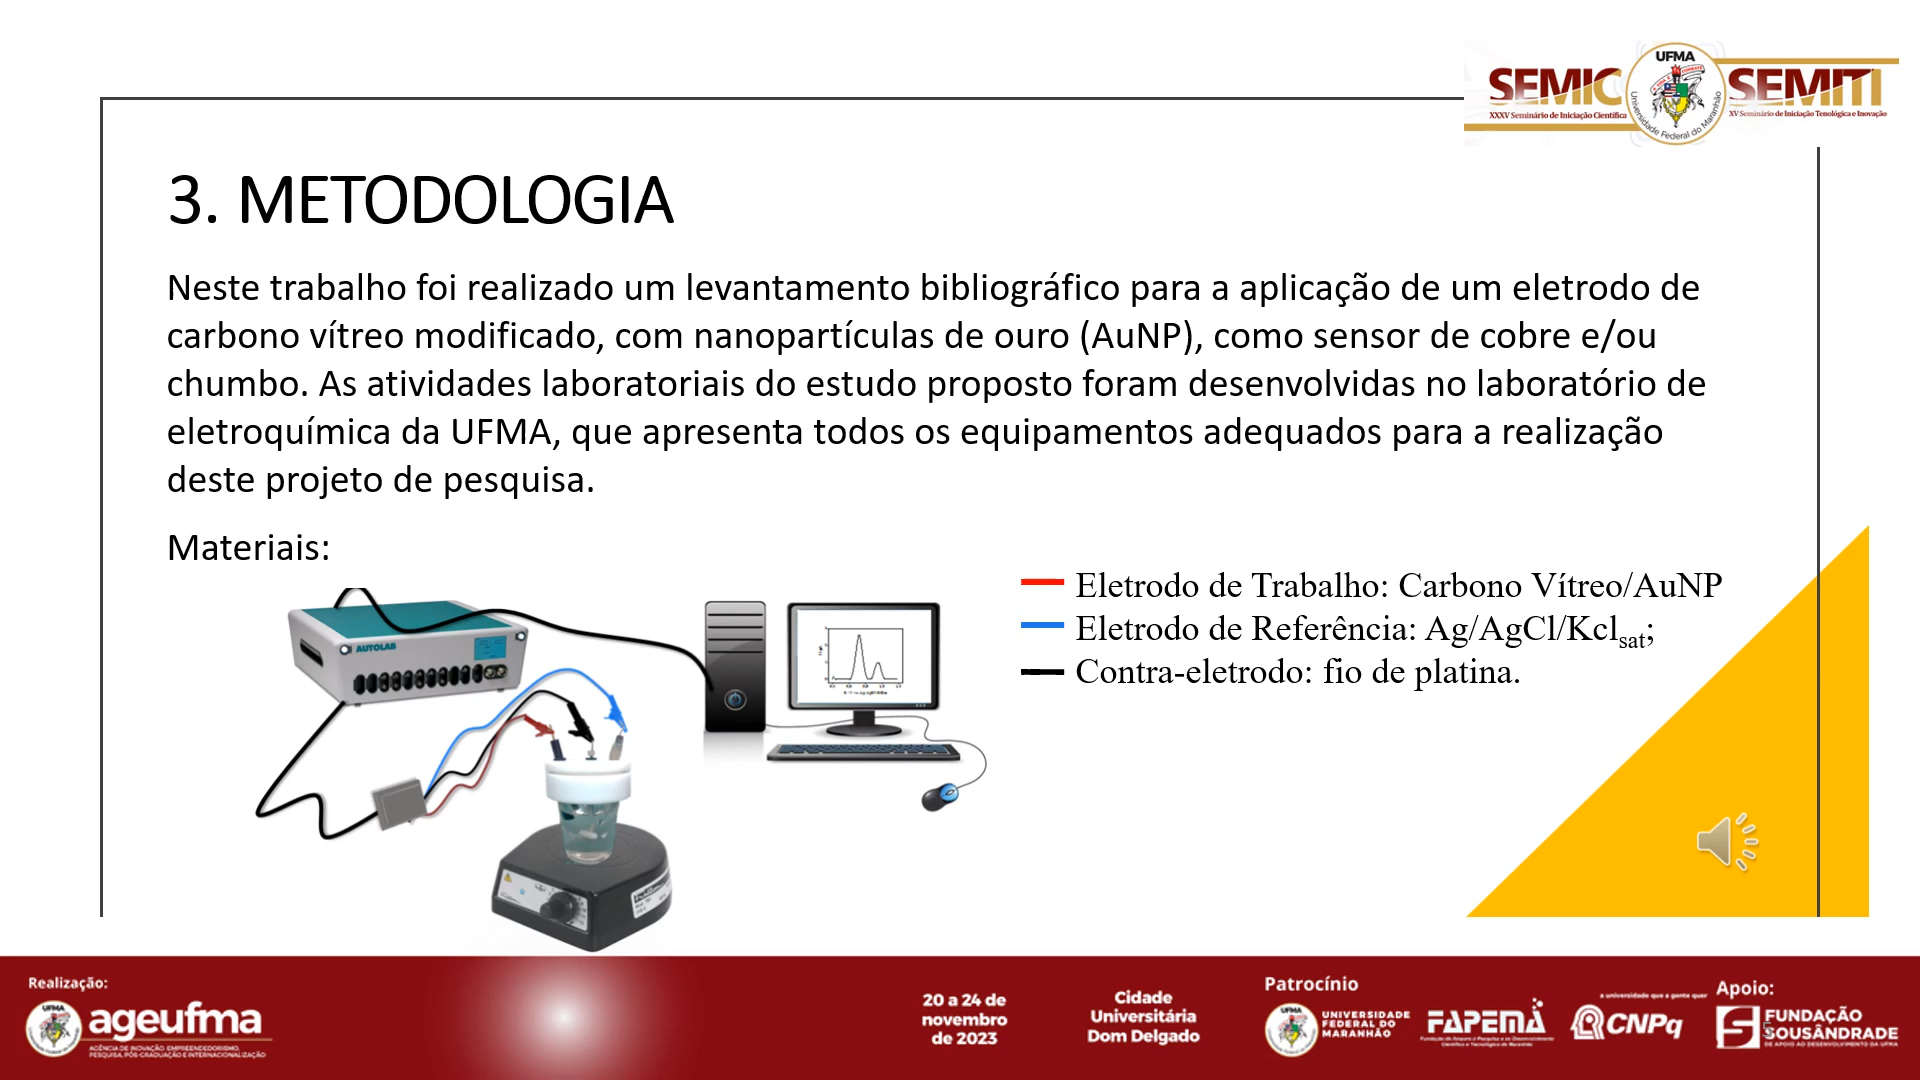 UFMA
SEMIC
SEMITI
XXXV Seminário de Iniciação Científica
XV Seminário de Iniciação Tenológica e Inovação
Universidade Federal do Maranhão
3. METODOLOGIA
Neste trabalho foi realizado um levantamento bibliográfico para a aplicação de um eletrodo de
carbono vítreo modificado, com nanopartículas de ouro (AuNP), como sensor de cobre e/ou
chumbo. As atividades laboratoriais do estudo proposto foram desenvolvidas no laboratório de
eletroquímica da UFMA, que apresenta todos os equipamentos adequados para a realização
deste projeto de pesquisa.
Materiais:
Eletrodo de Trabalho: Carbono Vítreo/AuNP
Eletrodo de Referência: Ag/AgCl/Kclsat;
Contra-eletrodo: fio de platina.
AUTOLAB
Realização:
UFMA
ageufma
AGÊNCIA DE INOVAÇÃO, EMPREENDEDORISMO,
PESQUISA, PÓS-GRADUAÇÃO E INTERNACIONALIZAÇÃO
20 a 24 de
novembro
de 2023
Cidade
Universitária
Dom Delgado
Patrocínio
UFMA
UNIVERSIDADE
FEDERAL DO
MARANHÃO
FAPEMA
Fundação de Amparo à Pesquisa e ao Desenvolvimento
Científico e Tecnológico do Maranhão
a universidade que a gente quer
CNPq
Apoio:
FUNDAÇÃO
SOUSÂNDRADE
DE APOIO AO DESENVOLVIMENTO DA UFMA